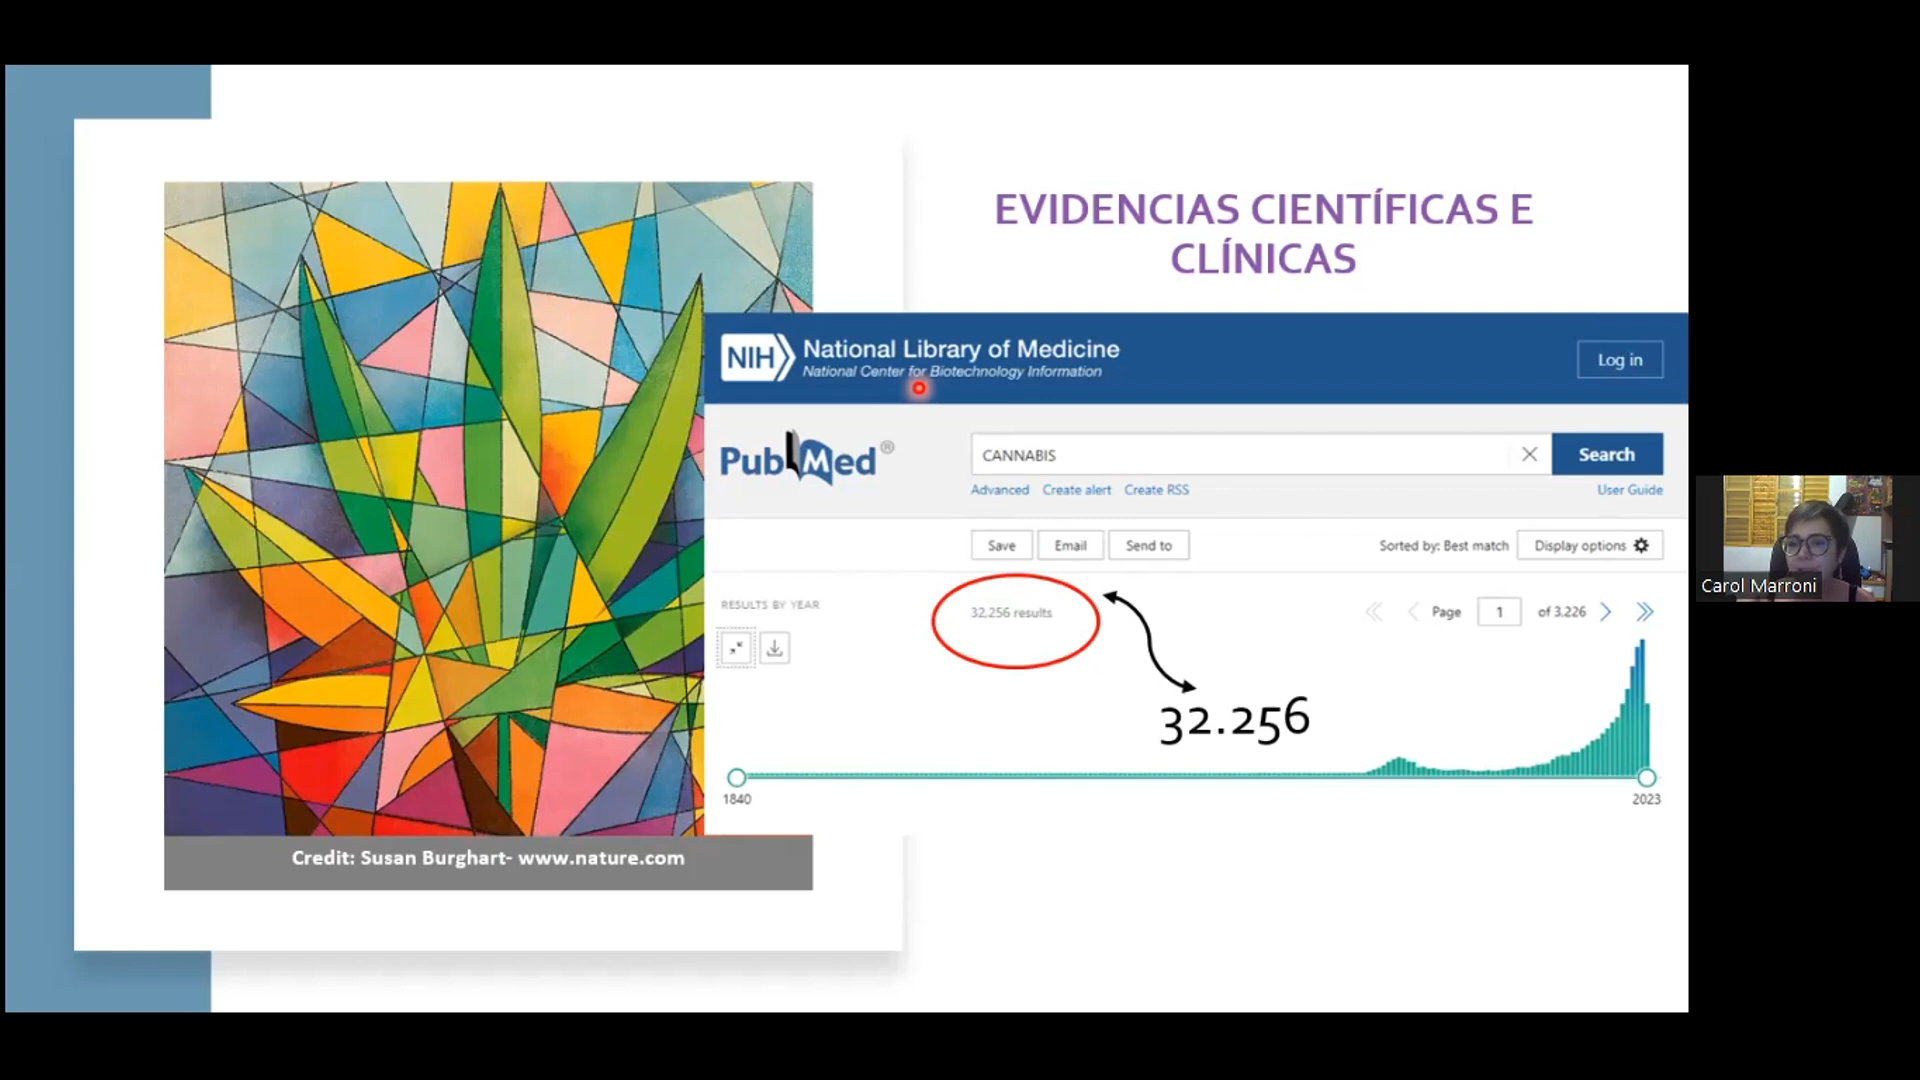 EVIDENCIAS CIENTÍFICAS E
CLÍNICAS
NIH National Library of Medicine
National Center for Biotechnology Information
Log in
PubMed®
CANNABIS
Search
Advanced Create alert Create RSS
User Guide
Save Email Send to
Sorted by: Best match Display options
RESULTS BY YEAR
32,256 results
Page 1 of 3.226
32.256
1840
2023
Credit: Susan Burghart- www.nature.com
Carol Marroni